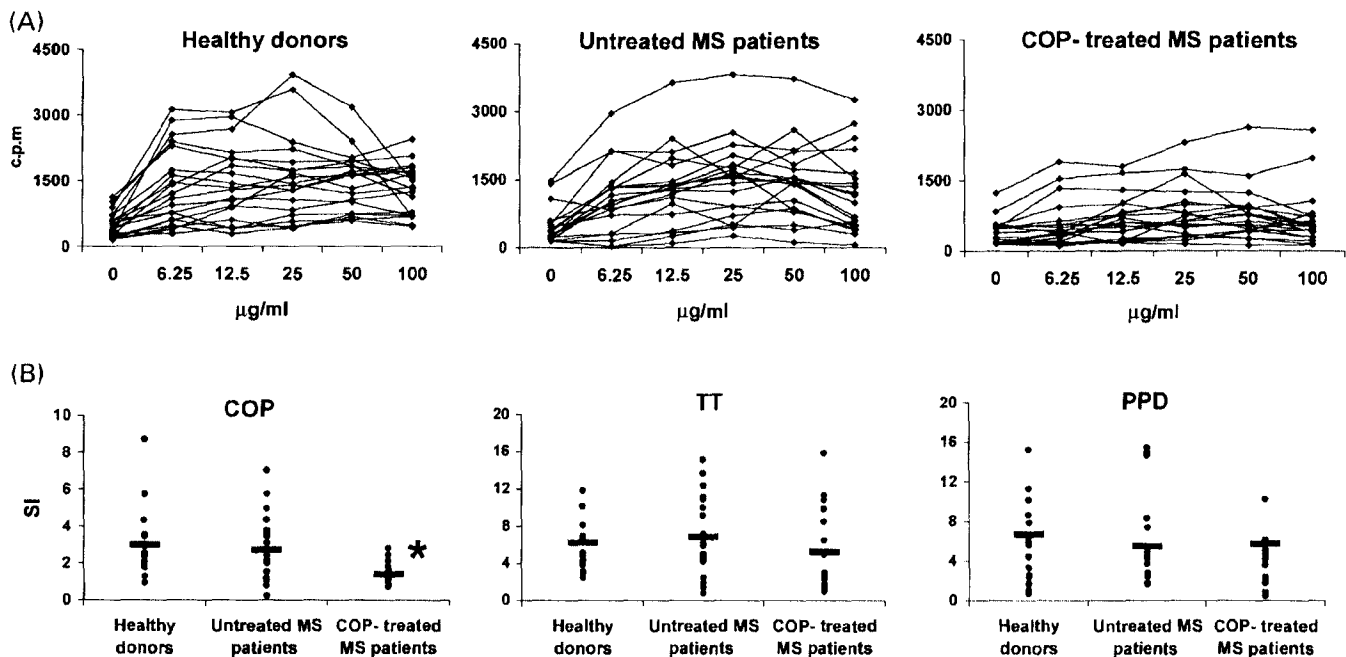 (A)
Healthy donors
Untreated MS patients
COP- treated MS patients
4500
3000
1500
0
c.p.m
0 6.25 12.5 25 50 100
µg/ml
4500
3000
1500
0
0 6.25 12.5 25 50 100
µg/ml
4500
3000
1500
0
0 6.25 12.5 25 50 100
µg/ml
(B)
COP
TT
PPD
10
8
6
4
2
0
SI
Healthy donors
Untreated MS patients
COP- treated MS patients
*
20
16
12
8
4
0
Healthy donors
Untreated MS patients
COP- treated MS patients
20
16
12
8
4
0
Healthy donors
Untreated MS patients
COP- treated MS patients